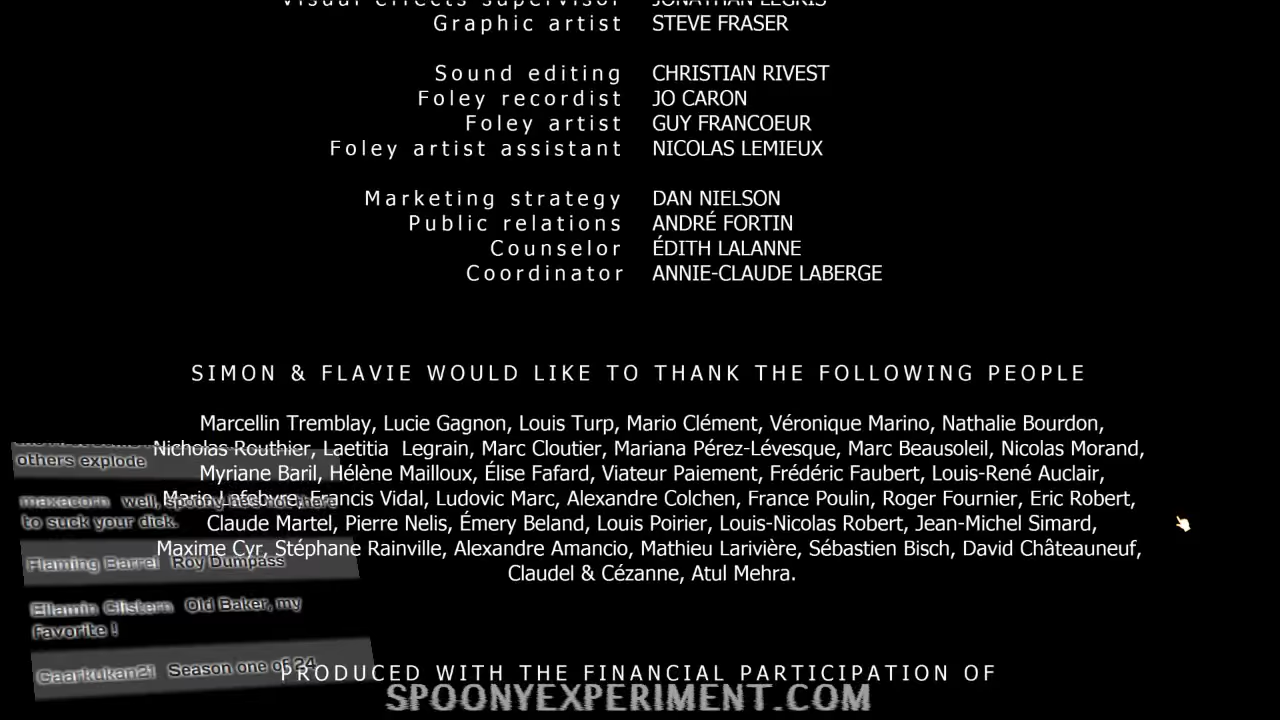 Visual effects supervisor JONATHAN LEGRIS
Graphic artist STEVE FRASER
Sound editing CHRISTIAN RIVEST
Foley recordist JO CARON
Foley artist GUY FRANCOEUR
Foley artist assistant NICOLAS LEMIEUX
Marketing strategy DAN NIELSON
Public relations ANDRÉ FORTIN
Counselor ÉDITH LALANNE
Coordinator ANNIE-CLAUDE LABERGE
SIMON & FLAVIE WOULD LIKE TO THANK THE FOLLOWING PEOPLE
Marcellin Tremblay, Lucie Gagnon, Louis Turp, Mario Clément, Véronique Marino, Nathalie Bourdon,
Nicholas Routhier, Laetitia Legrain, Marc Cloutier, Mariana Pérez-Lévesque, Marc Beausoleil, Nicolas Morand,
Myriane Baril, Hélène Mailloux, Élise Fafard, Viateur Paiement, Frédéric Faubert, Louis-René Auclair,
Mario Lefebvre, Francis Vidal, Ludovic Marc, Alexandre Colchen, France Poulin, Roger Fournier, Eric Robert,
Claude Martel, Pierre Nelis, Émery Beland, Louis Poirier, Louis-Nicolas Robert, Jean-Michel Simard,
Maxime Cyr, Stéphane Rainville, Alexandre Amancio, Mathieu Larivière, Sébastien Bisch, David Châteauneuf,
Claudel & Cézanne, Atul Mehra.
PRODUCED WITH THE FINANCIAL PARTICIPATION OF
others explode
maxacorn well, spoony he's not there
to suck your dick.
Flaming Barrel Roy Dumpass
Ellamin Glistern Old Baker, my
favorite !
Gaarkukan21 Season one of 24
SPOONYEXPERIMENT.COM